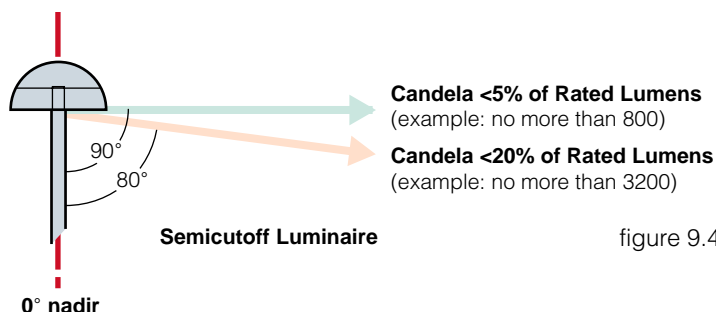 Candela <5% of Rated Lumens
(example: no more than 800)
90°
Candela <20% of Rated Lumens
80°
(example: no more than 3200)
Semicutoff Luminaire
figure 9.4
0° nadir